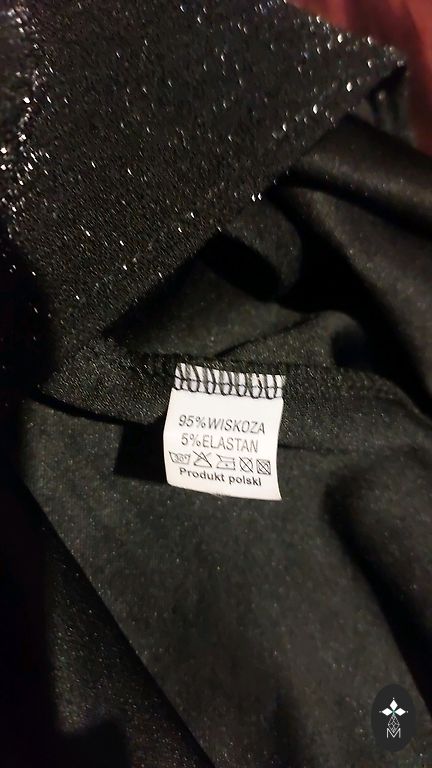 95%WISKOZA
5%ELASTAN
Produkt polski
M